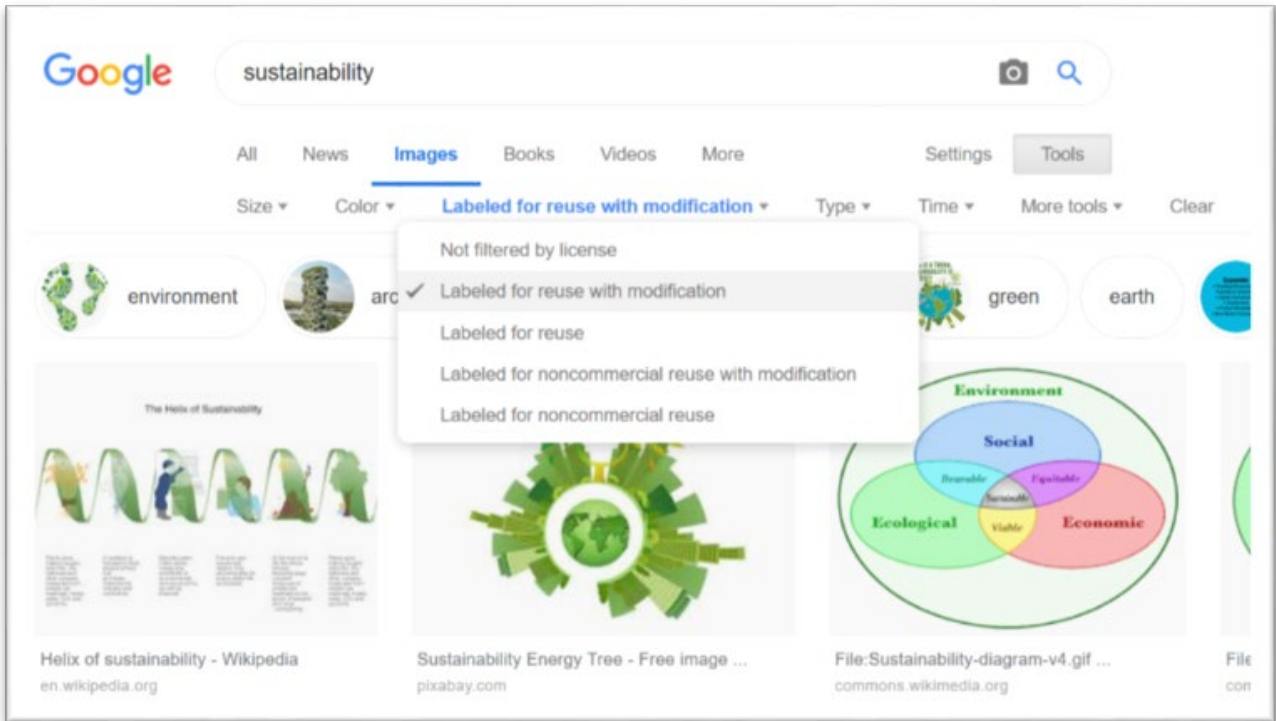 Google
sustainability
All News Images Books Videos More Settings Tools
Size Color Labeled for reuse with modification Type Time More tools Clear
Not filtered by license
Labeled for reuse with modification
Labeled for reuse
Labeled for noncommercial reuse with modification
Labeled for noncommercial reuse
environment arc green earth
The Helix of Sustainability
Environment
Social
Bearable Equitable
Sustainable
Ecological Viable Economic
Helix of sustainability - Wikipedia
en.wikipedia.org
Sustainability Energy Tree - Free image ...
pixabay.com
File:Sustainability-diagram-v4.gif ...
commons.wikimedia.org
File
com